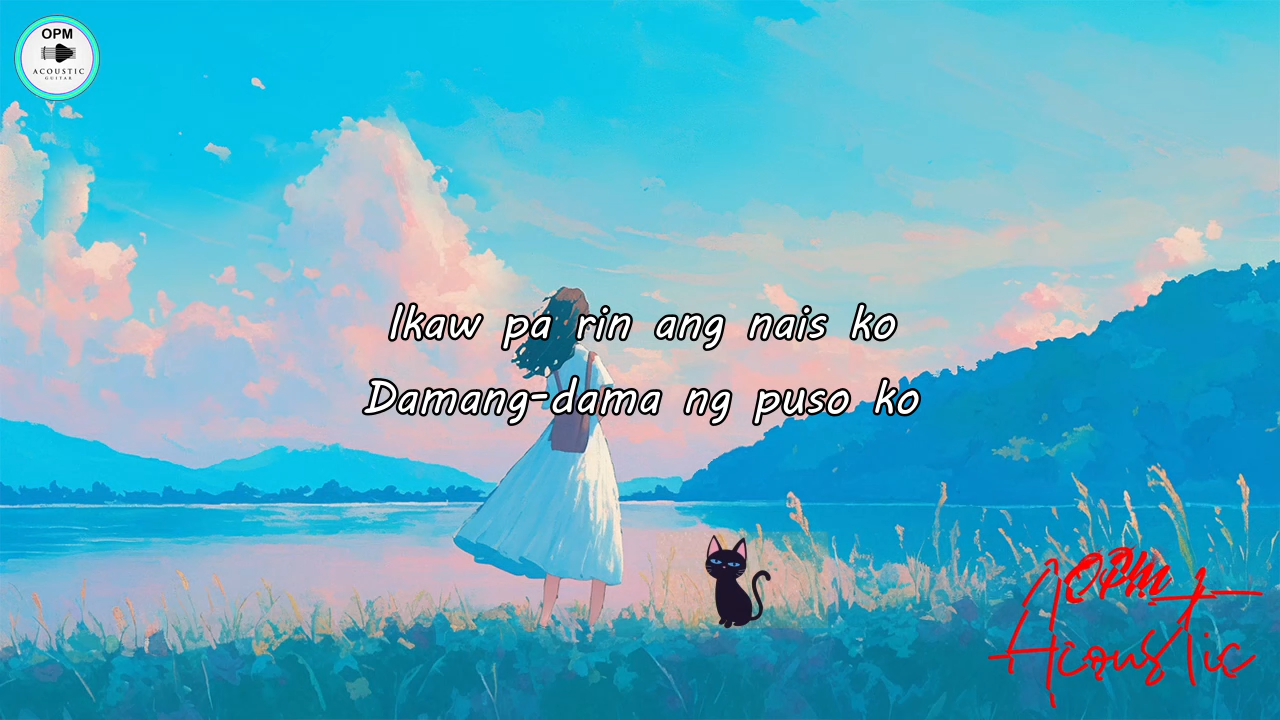 OPM
ACOUSTIC
GUITAR
Ikaw pa rin ang nais ko
Damang-dama ng puso ko
OPM
Acoustic